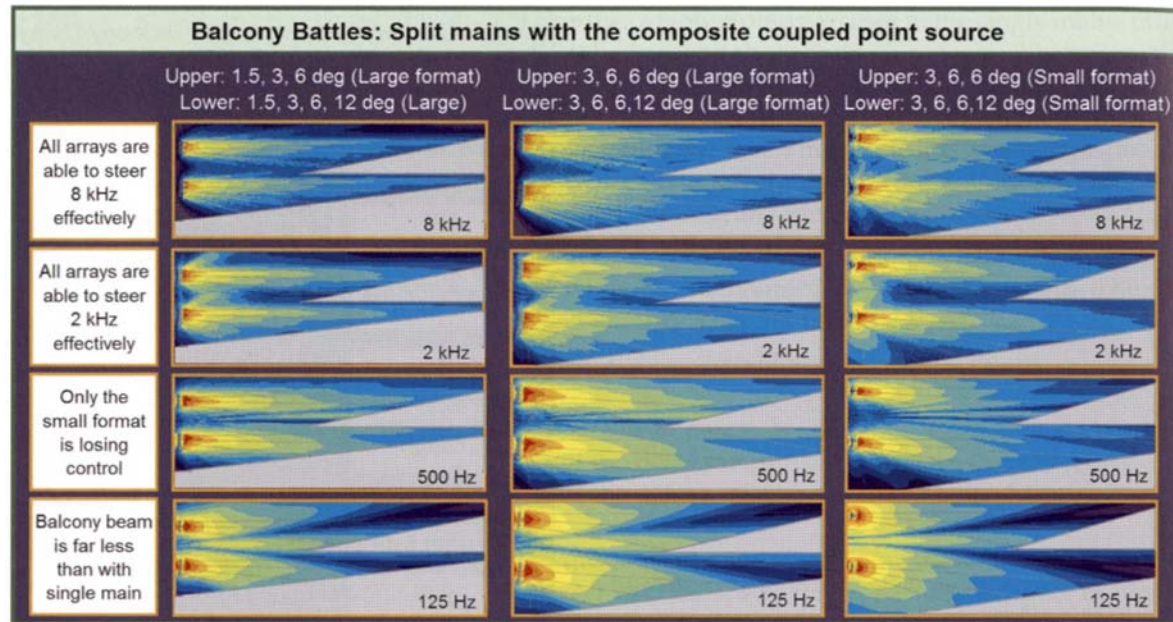 Balcony Battles: Split mains with the composite coupled point source
Upper: 1.5, 3, 6 deg (Large format)
Lower: 1.5, 3, 6, 12 deg (Large)
Upper: 3, 6, 6 deg (Large format)
Lower: 3, 6, 6,12 deg (Large format)
Upper: 3, 6, 6 deg (Small format)
Lower: 3, 6, 6,12 deg (Small format)
All arrays are
able to steer
8 kHz
effectively
8 kHz
8 kHz
8 kHz
All arrays are
able to steer
2 kHz
effectively
2 kHz
2 kHz
2 kHz
Only the
small format
is losing
control
500 Hz
500 Hz
500 Hz
Balcony beam
is far less
than with
single main
125 Hz
125 Hz
125 Hz